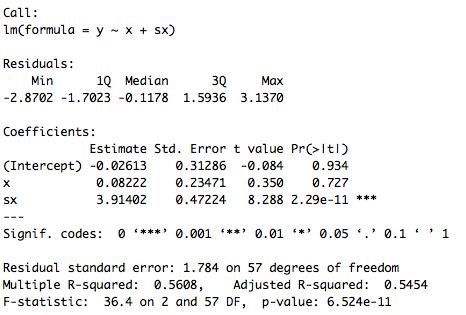 Call:
lm(formula = y ~ x + sx)
Residuals:
    Min      1Q  Median      3Q     Max
-2.8702 -1.7023 -0.1178  1.5936  3.1370
Coefficients:
            Estimate Std. Error t value Pr(>|t|)
(Intercept) -0.02613    0.31286  -0.084    0.934
x            0.08222    0.23471   0.350    0.727
sx           3.91402    0.47224   8.288 2.29e-11 ***
---
Signif. codes:  0 ‘***’ 0.001 ‘**’ 0.01 ‘*’ 0.05 ‘.’ 0.1 ‘ ’ 1
Residual standard error: 1.784 on 57 degrees of freedom
Multiple R-squared:  0.5608,    Adjusted R-squared:  0.5454
F-statistic:  36.4 on 2 and 57 DF,  p-value: 6.524e-11